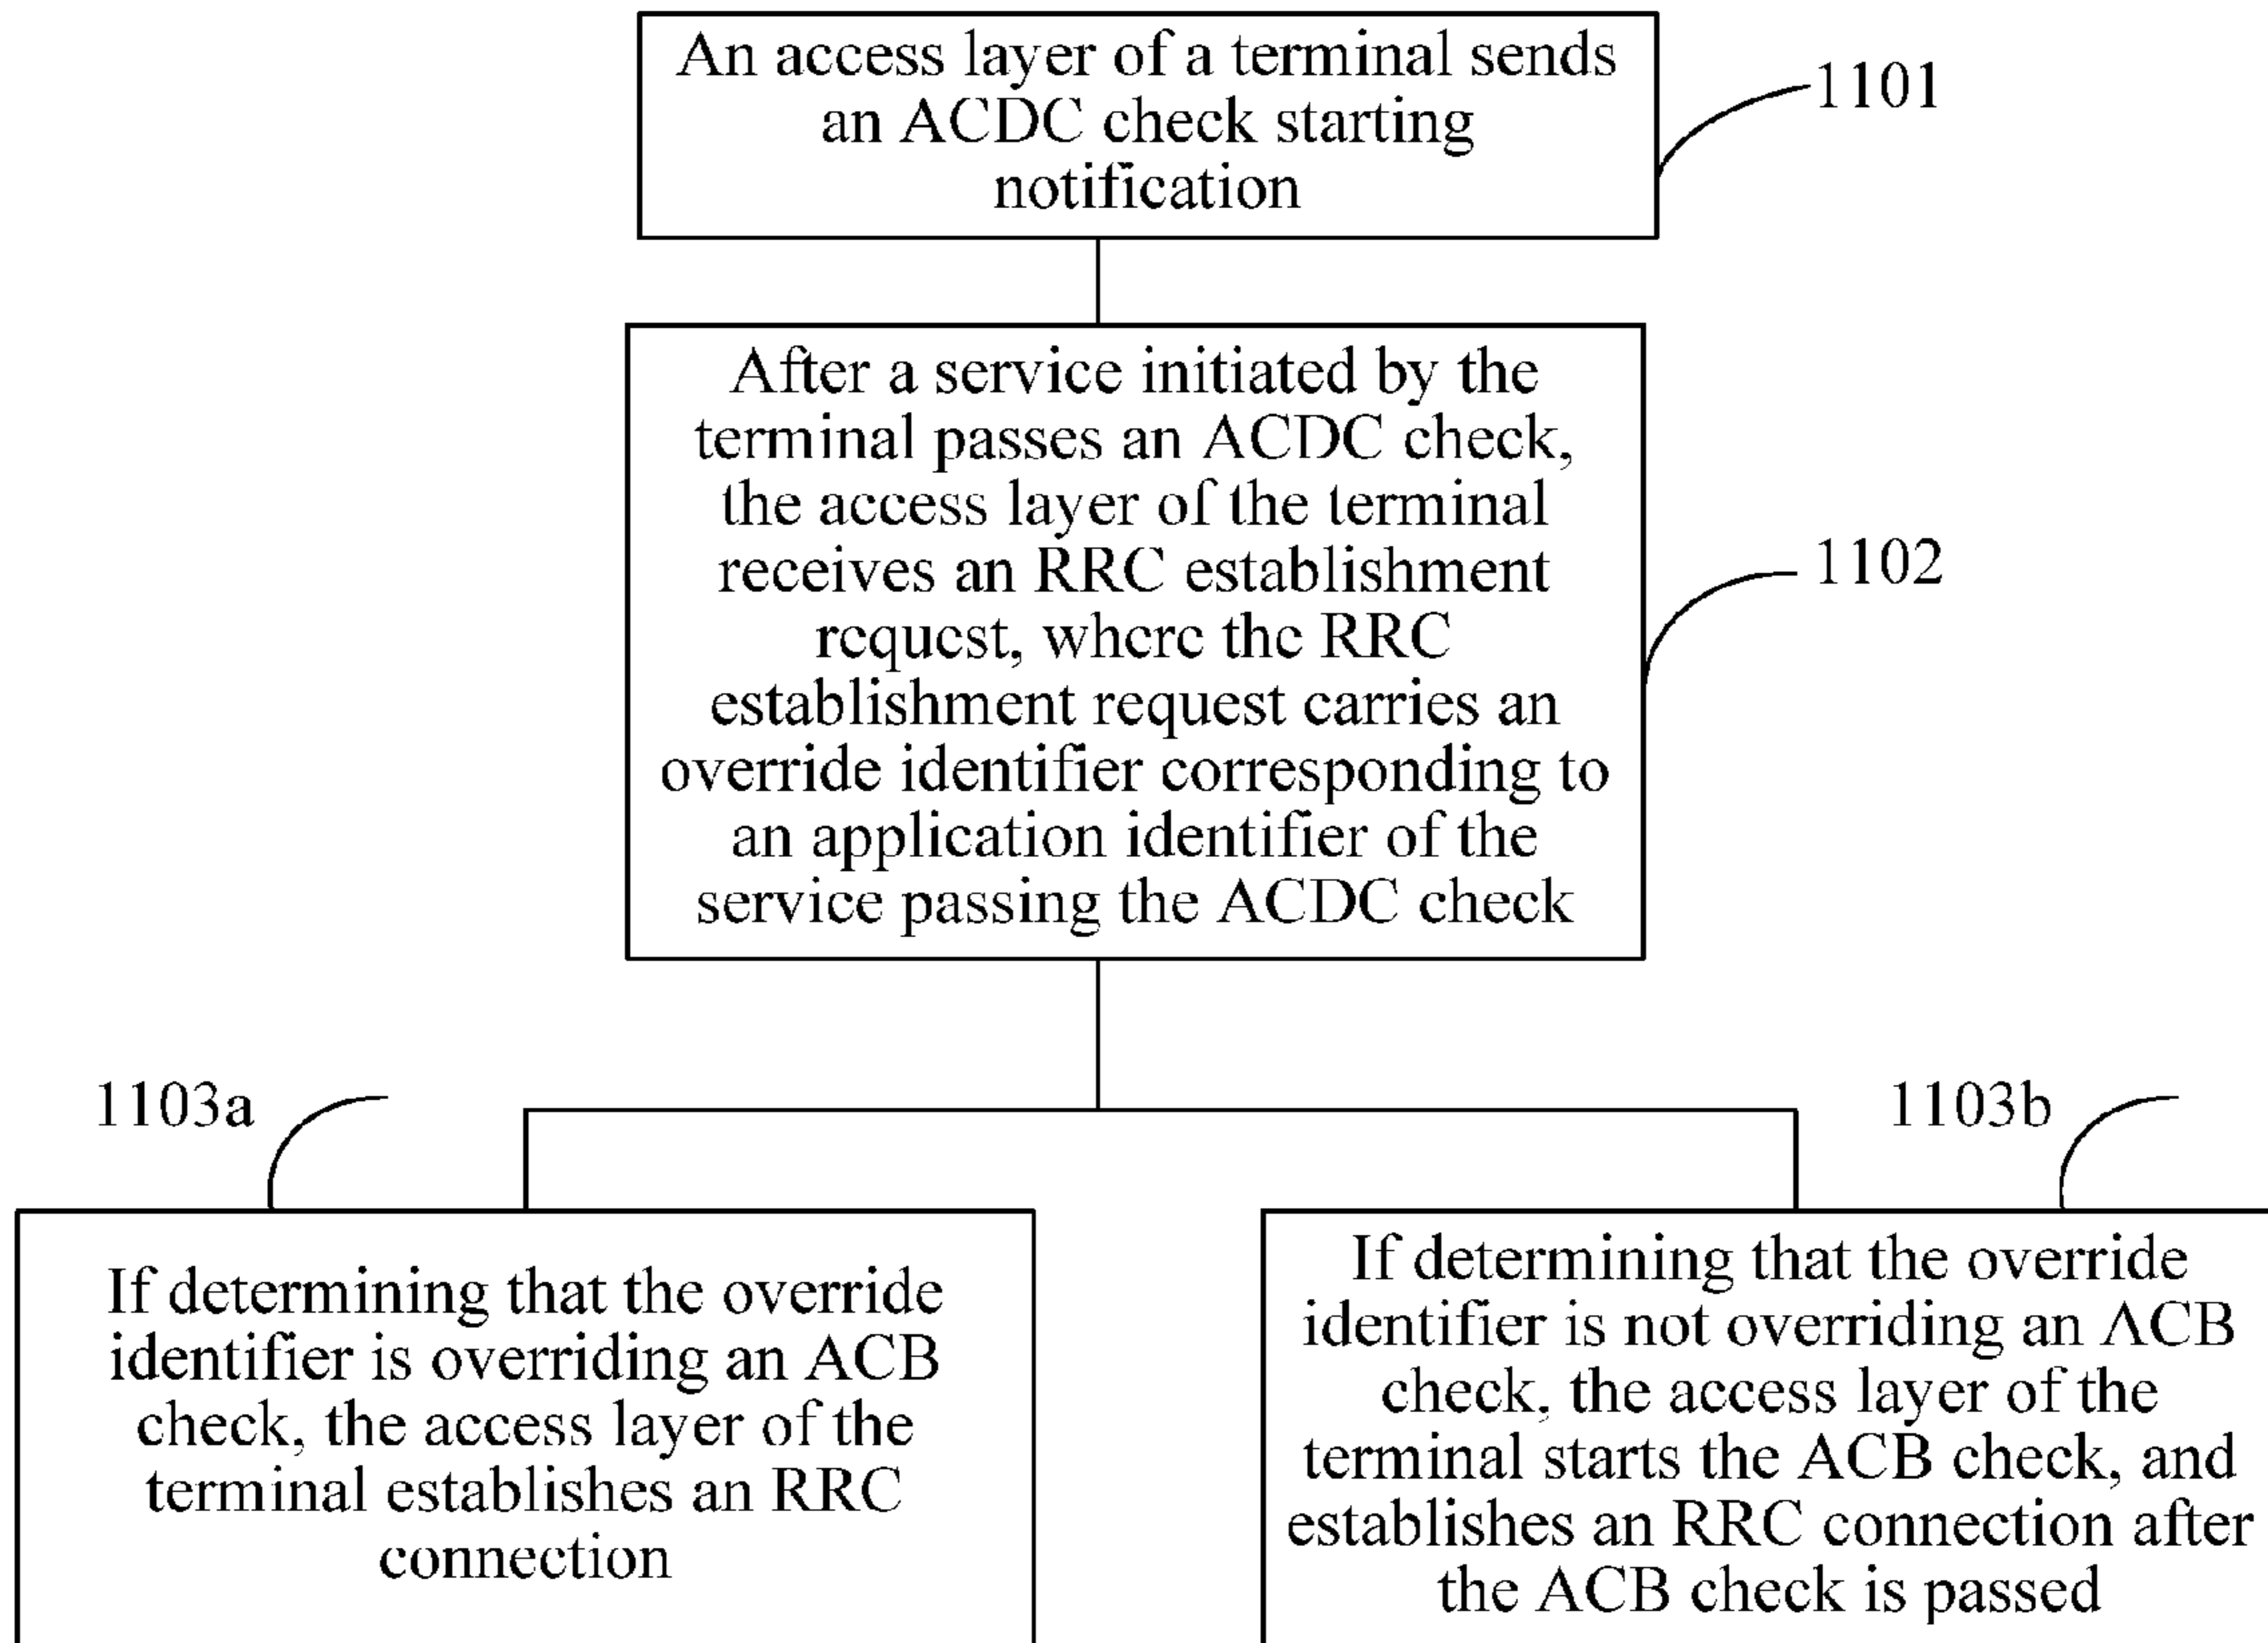 An access layer of a terminal sends
an ACDC check starting
notification
1101
After a service initiated by the
terminal passes an ACDC check,
the access layer of the terminal
receives an RRC establishment
request, where the RRC
establishment request carries an
override identifier corresponding to
an application identifier of the
service passing the ACDC check
1102
1103a
1103b
If determining that the override
identifier is overriding an ACB
check, the access layer of the
terminal establishes an RRC
connection
If determining that the override
identifier is not overriding an ACB
check, the access layer of the
terminal starts the ACB check, and
establishes an RRC connection after
the ACB check is passed